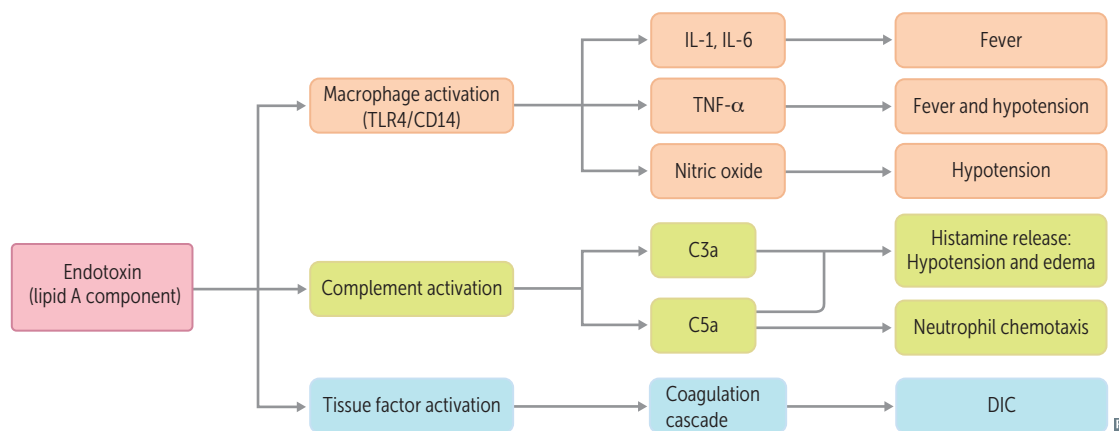 IL-1, IL-6
Fever
Macrophage activation
(TLR4/CD14)
TNF-α
Fever and hypotension
Nitric oxide
Hypotension
Endotoxin
(lipid A component)
Complement activation
C3a
Histamine release:
Hypotension and edema
C5a
Neutrophil chemotaxis
Tissue factor activation
Coagulation
cascade
DIC